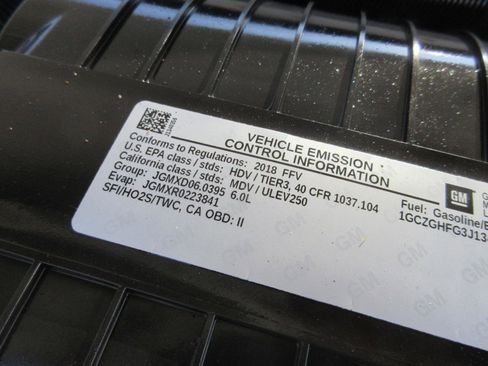 VEHICLE EMISSION
CONTROL INFORMATION
Conforms to Regulations: 2018 FFV
U.S. EPA class / stds: HDV / TIER3, 40 CFR 1037.104
California class / stds: MDV / ULEV250
Group: JGMXD06.0395 6.0L
Evap: JGMXR0223841
SFI/HO2S/TWC, CA OBD: II
GM
Fuel: Gasoline/E
1GCZGHFG3J13